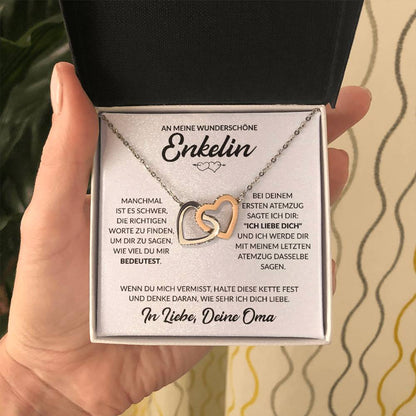 AN MEINE WUNDERSCHÖNE
Enkelin
MANCHMAL
IST ES SCHWER,
DIE RICHTIGEN
WORTE ZU FINDEN,
UM DIR ZU SAGEN,
WIE VIEL DU MIR
BEDEUTEST.
BEI DEINEM
ERSTEN ATEMZUG
SAGTE ICH DIR:
"ICH LIEBE DICH"
UND ICH WERDE DIR
MIT MEINEM LETZTEN
ATEMZUG DASSELBE
SAGEN.
WENN DU MICH VERMISST, HALTE DIESE KETTE FEST
UND DENKE DARAN, WIE SEHR ICH DICH LIEBE.
In Liebe, Deine Oma